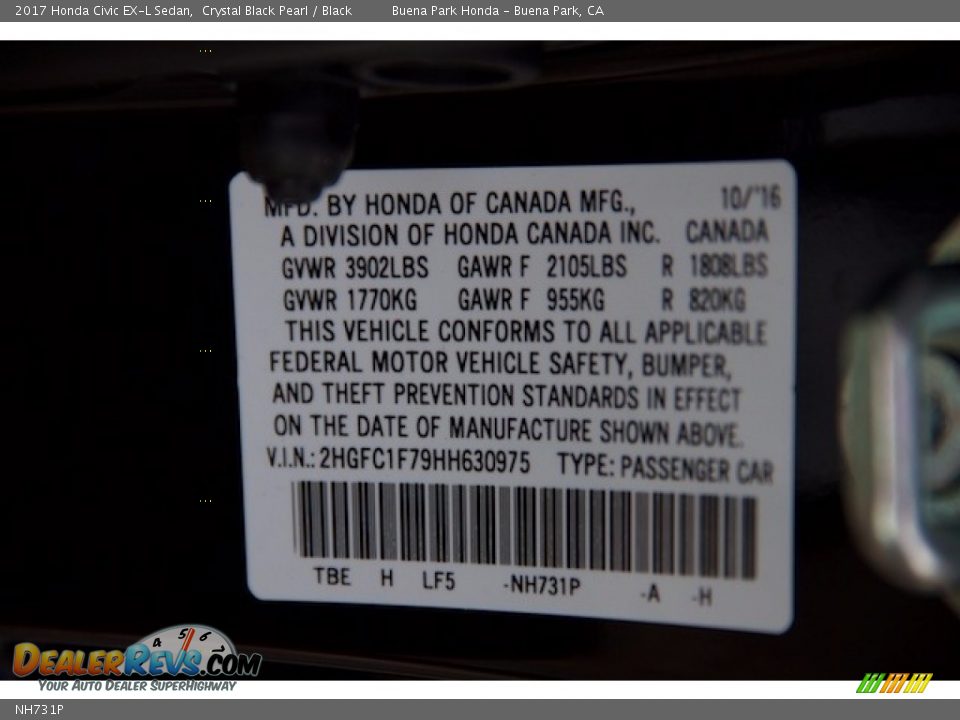 2017 Honda Civic EX-L Sedan, Crystal Black Pearl / Black Buena Park Honda - Buena Park, CA
MFD. BY HONDA OF CANADA MFG., 10/'16
A DIVISION OF HONDA CANADA INC. CANADA
GVWR 3902LBS GAWR F 2105LBS R 1808LBS
GVWR 1770KG GAWR F 955KG R 820KG
THIS VEHICLE CONFORMS TO ALL APPLICABLE
FEDERAL MOTOR VEHICLE SAFETY, BUMPER,
AND THEFT PREVENTION STANDARDS IN EFFECT
ON THE DATE OF MANUFACTURE SHOWN ABOVE.
V.I.N.: 2HGFC1F79HH630975 TYPE: PASSENGER CAR
TBE H LF5 -NH731P -A -H
4 5 6
DEALERREVS.COM
YOUR AUTO DEALER SUPERHIGHWAY
NH731P